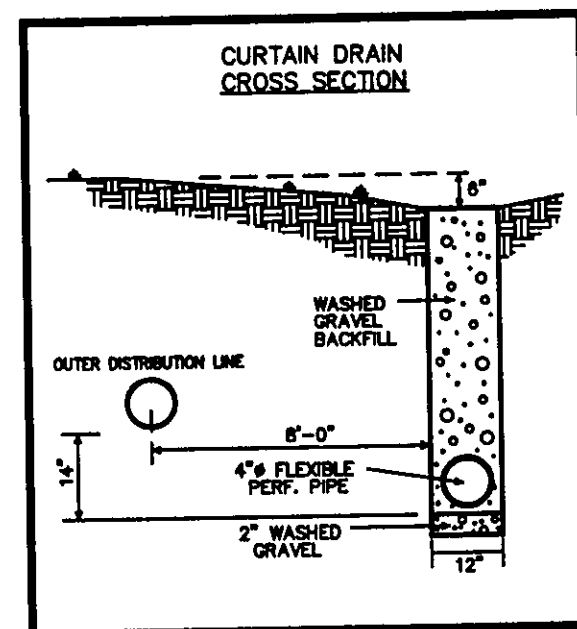 CURTAIN DRAIN
CROSS SECTION
6"
WASHED
GRAVEL
BACKFILL
OUTER DISTRIBUTION LINE
8'-0"
14"
4"ø FLEXIBLE
PERF. PIPE
2" WASHED
GRAVEL
12"